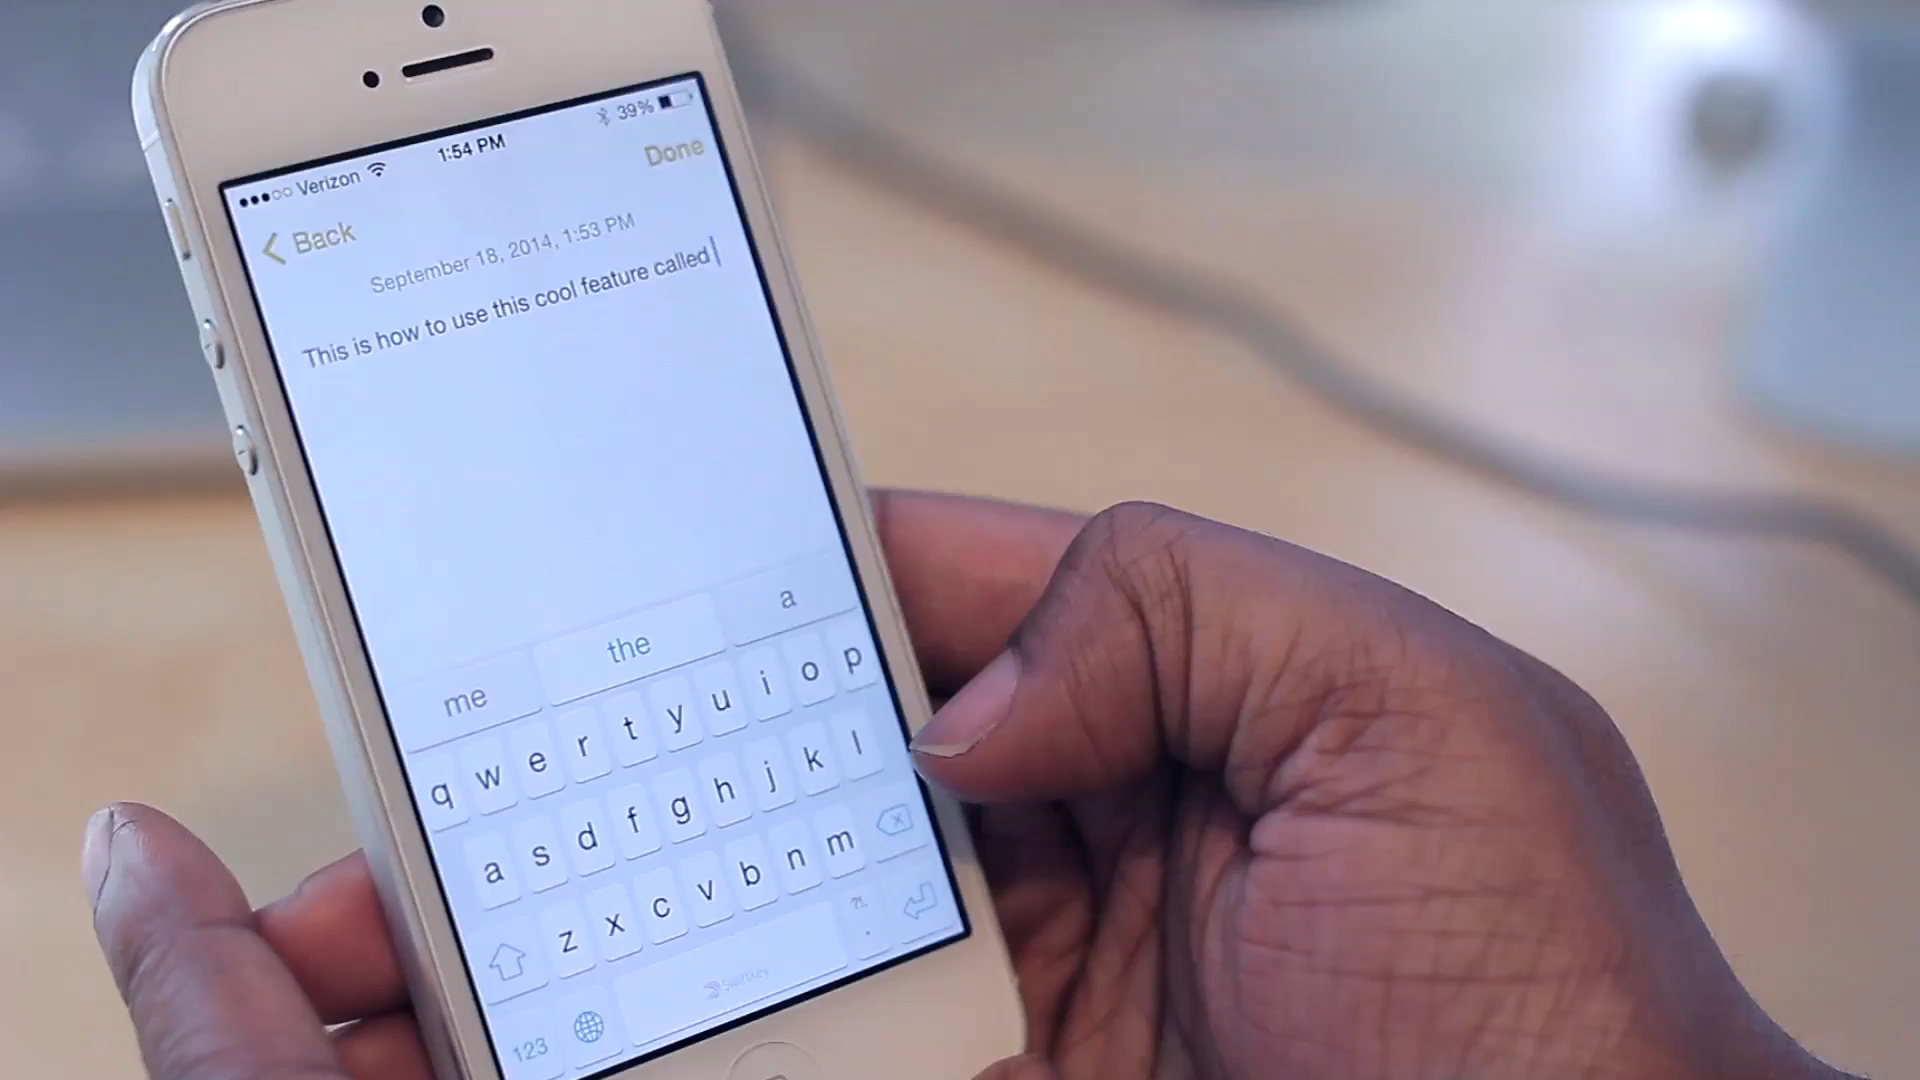 Verizon 1:54 PM 39%
Back Done
September 18, 2014, 1:53 PM
This is how to use this cool feature called
me the a
q w e r t y u i o p
a s d f g h j k l
z x c v b n m
123 SwiftKey ?!, .